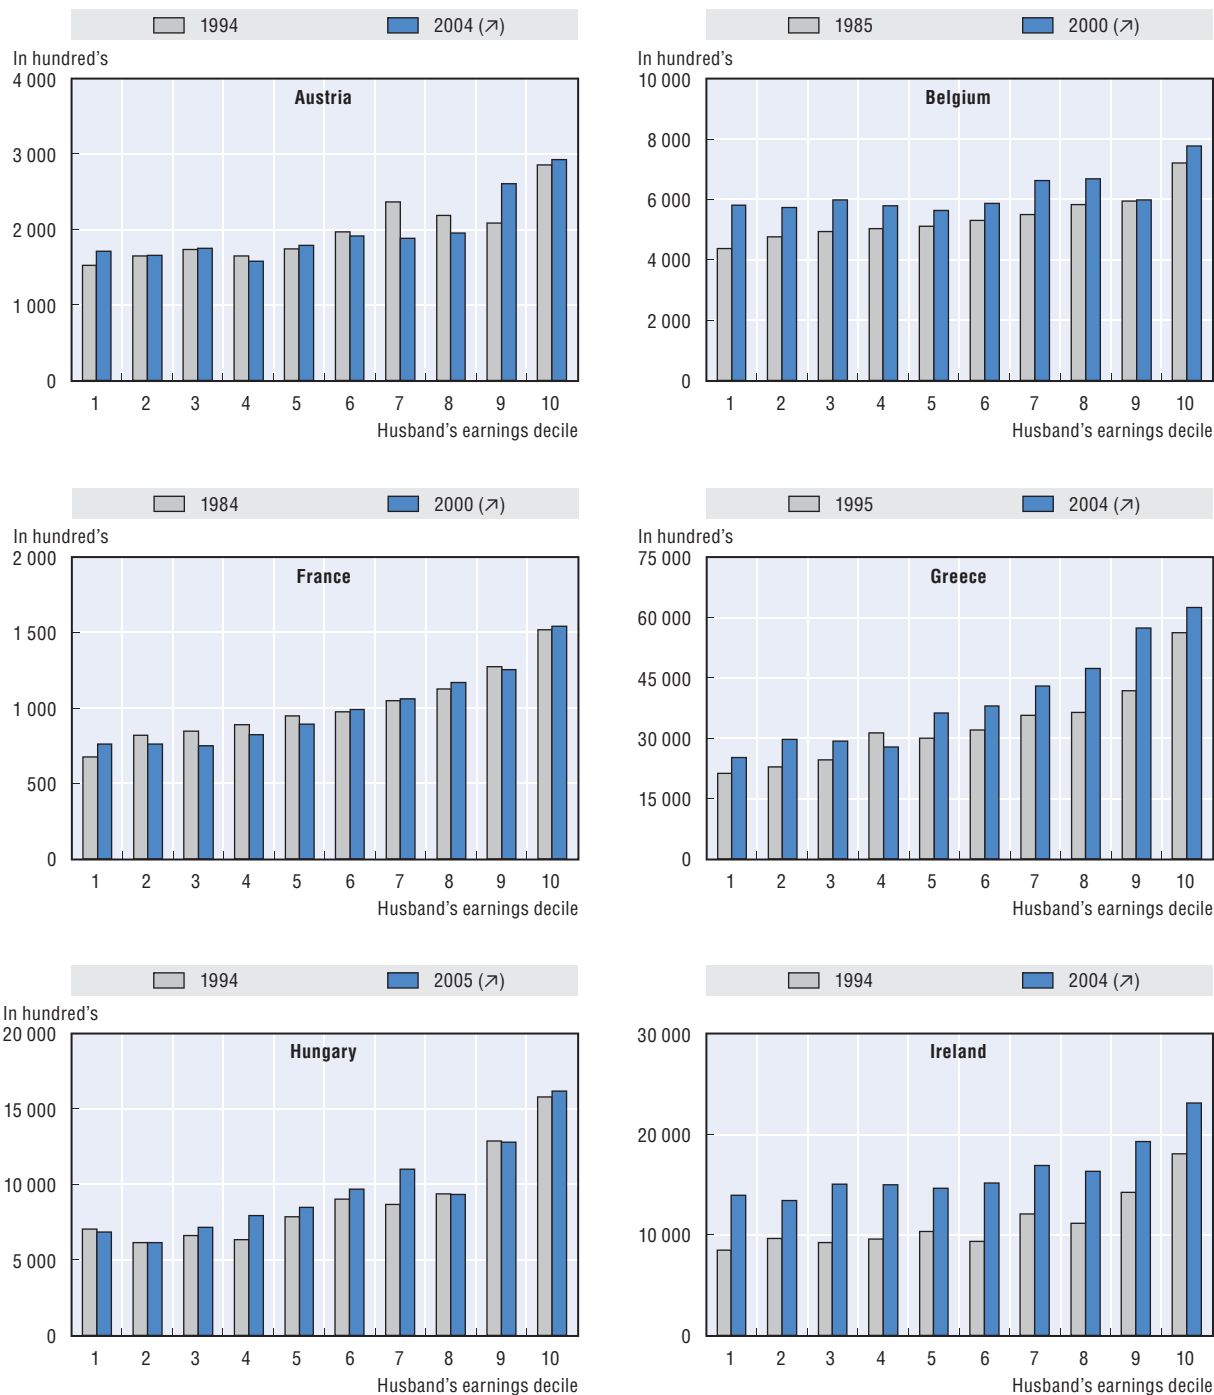 1994 2004 (↗)
In hundred's
4 000
3 000
2 000
1 000
0
Austria
1 2 3 4 5 6 7 8 9 10
Husband's earnings decile
1985 2000 (↗)
In hundred's
10 000
8 000
6 000
4 000
2 000
0
Belgium
1 2 3 4 5 6 7 8 9 10
Husband's earnings decile
1984 2000 (↗)
In hundred's
2 000
1 500
1 000
500
0
France
1 2 3 4 5 6 7 8 9 10
Husband's earnings decile
1995 2004 (↗)
In hundred's
75 000
60 000
45 000
30 000
15 000
0
Greece
1 2 3 4 5 6 7 8 9 10
Husband's earnings decile
1994 2005 (↗)
In hundred's
20 000
15 000
10 000
5 000
0
Hungary
1 2 3 4 5 6 7 8 9 10
Husband's earnings decile
1994 2004 (↗)
30 000
20 000
10 000
0
Ireland
1 2 3 4 5 6 7 8 9 10
Husband's earnings decile